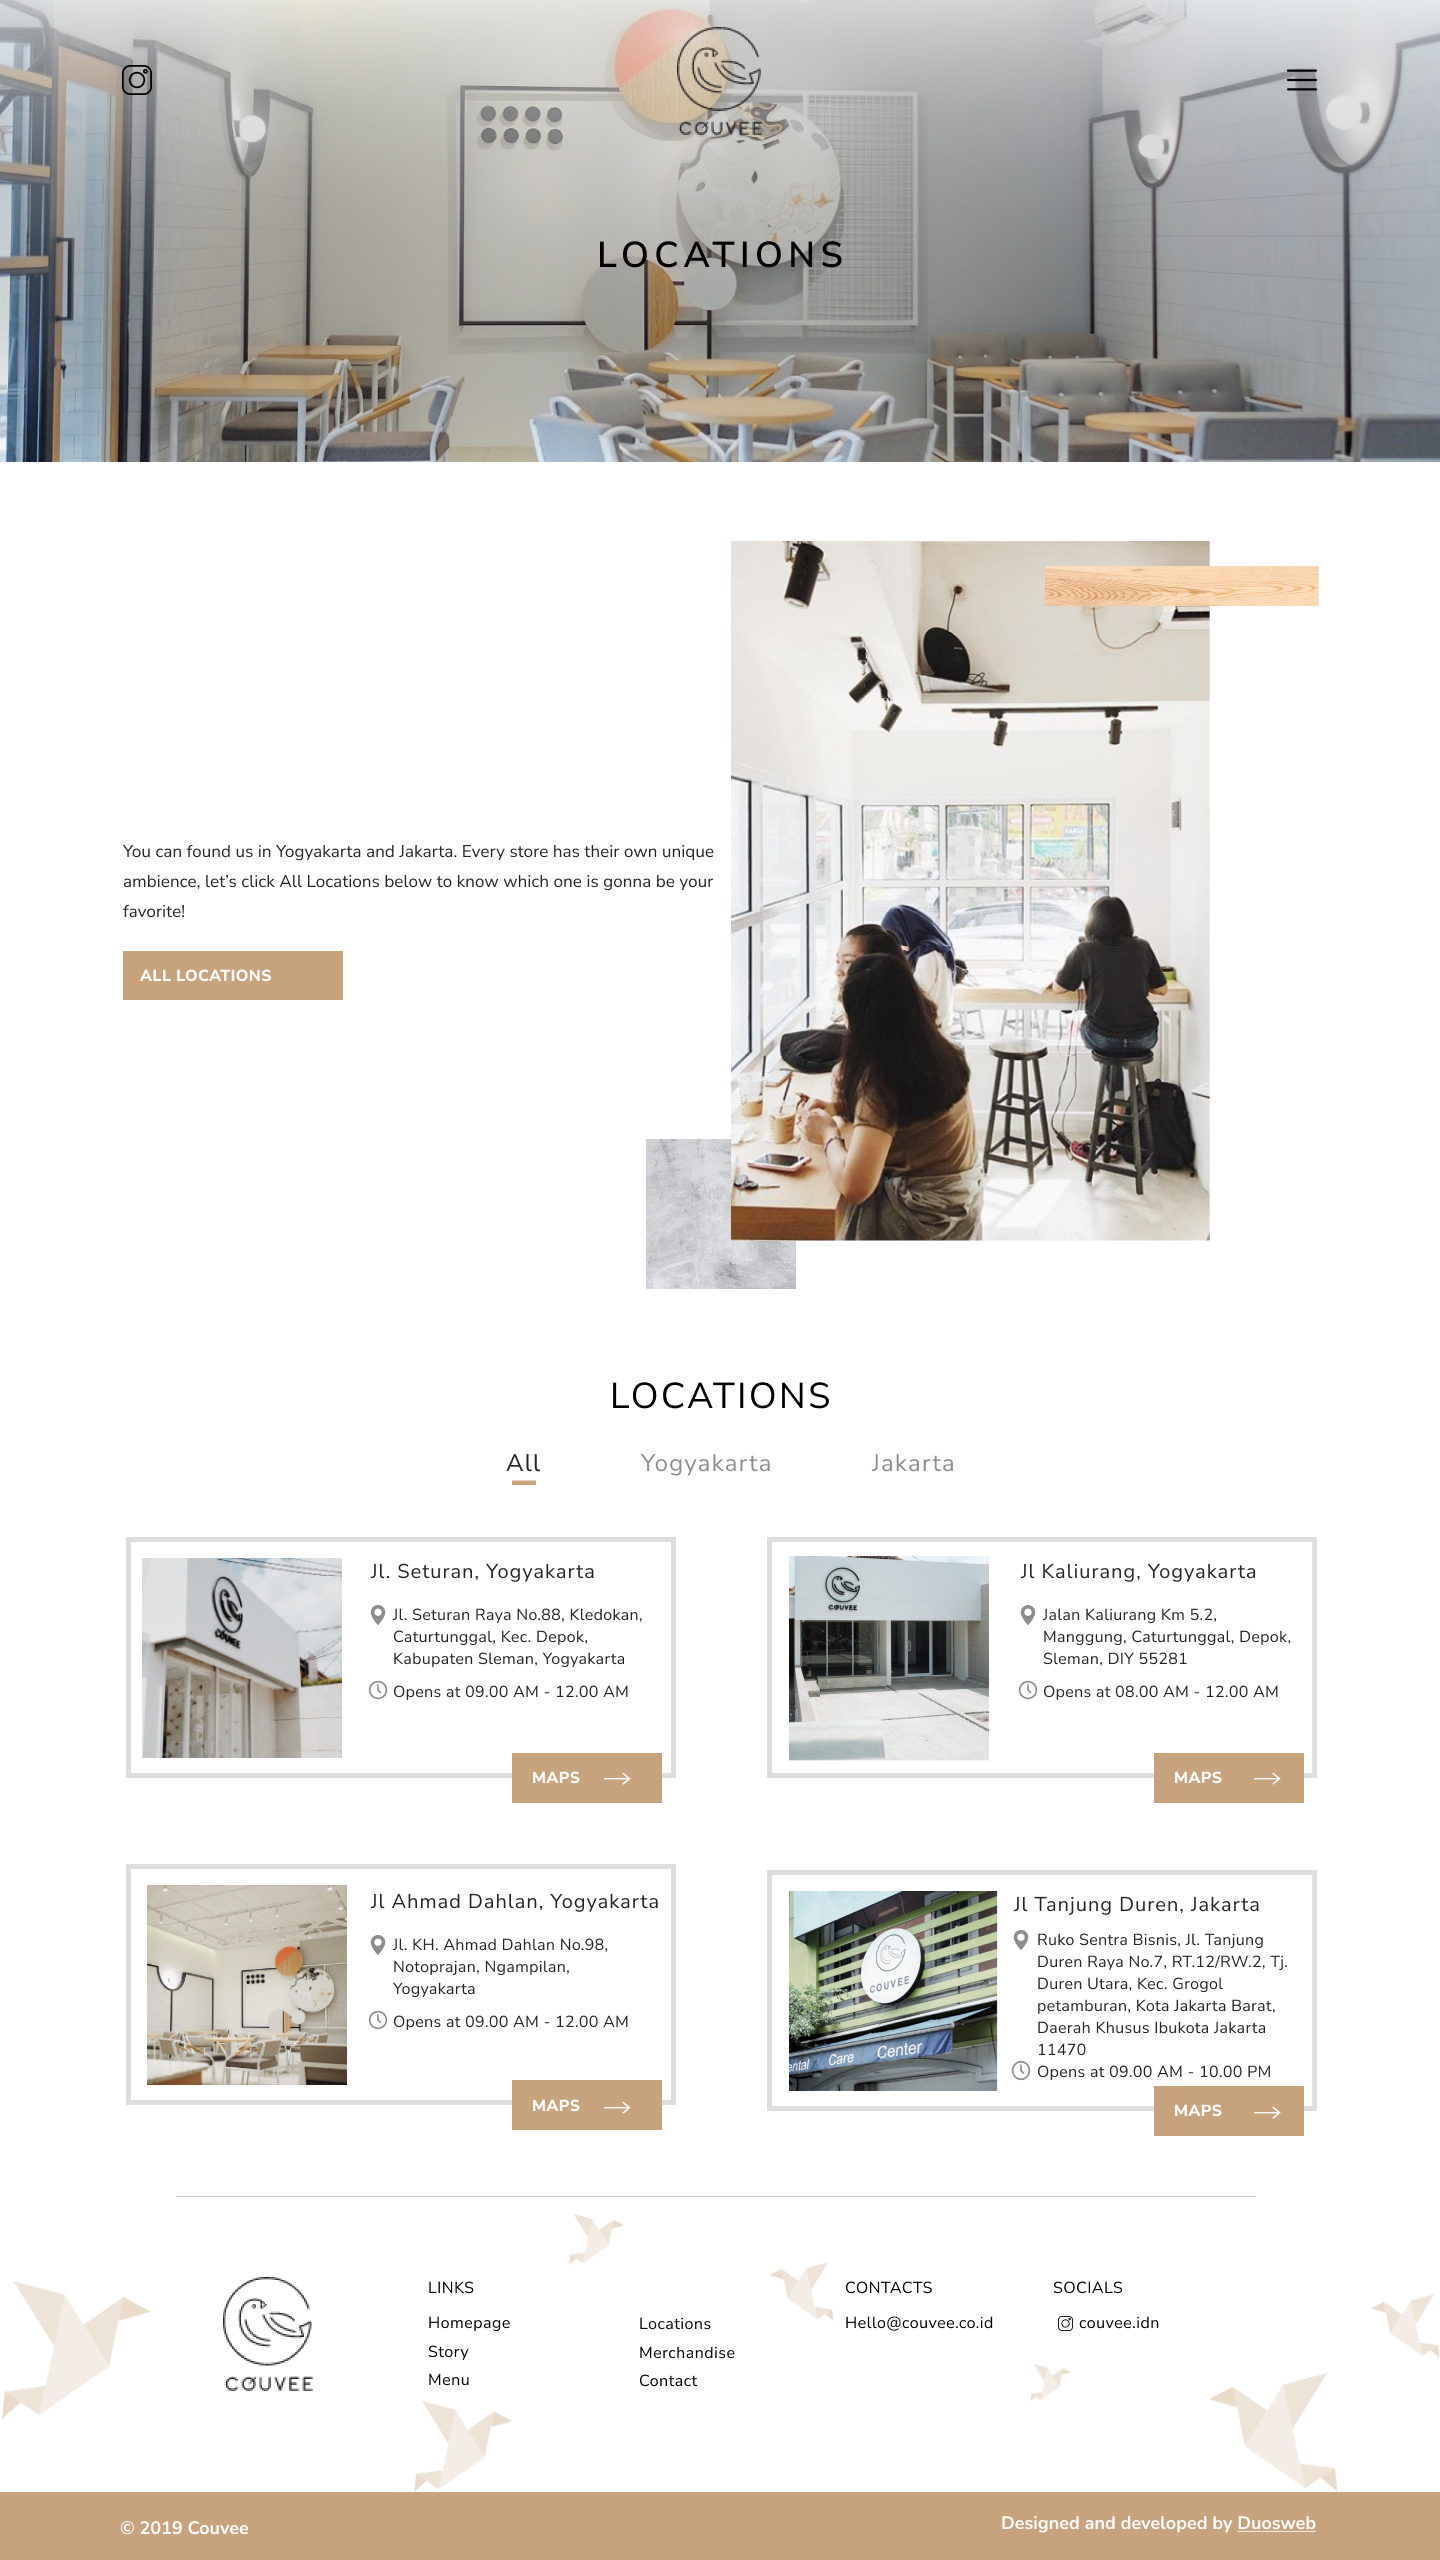 COUVEE
LOCATIONS
You can found us in Yogyakarta and Jakarta. Every store has their own unique
ambience, let’s click All Locations below to know which one is gonna be your
favorite!
ALL LOCATIONS
LOCATIONS
All Yogyakarta Jakarta
COUVEE
Jl. Seturan, Yogyakarta
Jl. Seturan Raya No.88, Kledokan,
Caturtunggal, Kec. Depok,
Kabupaten Sleman, Yogyakarta
Opens at 09.00 AM - 12.00 AM
MAPS
COUVEE
Jl Kaliurang, Yogyakarta
Jalan Kaliurang Km 5.2,
Manggung, Caturtunggal, Depok,
Sleman, DIY 55281
Opens at 08.00 AM - 12.00 AM
MAPS
Jl Ahmad Dahlan, Yogyakarta
Jl. KH. Ahmad Dahlan No.98,
Notoprajan, Ngampilan,
Yogyakarta
Opens at 09.00 AM - 12.00 AM
MAPS
COUVEE
ental Care Center
Jl Tanjung Duren, Jakarta
Ruko Sentra Bisnis, Jl. Tanjung
Duren Raya No.7, RT.12/RW.2, Tj.
Duren Utara, Kec. Grogol
petamburan, Kota Jakarta Barat,
Daerah Khusus Ibukota Jakarta
11470
Opens at 09.00 AM - 10.00 PM
MAPS
COUVEE
LINKS
Homepage
Story
Menu
Locations
Merchandise
Contact
CONTACTS
Hello@couvee.co.id
SOCIALS
couvee.idn
© 2019 Couvee
Designed and developed by Duosweb